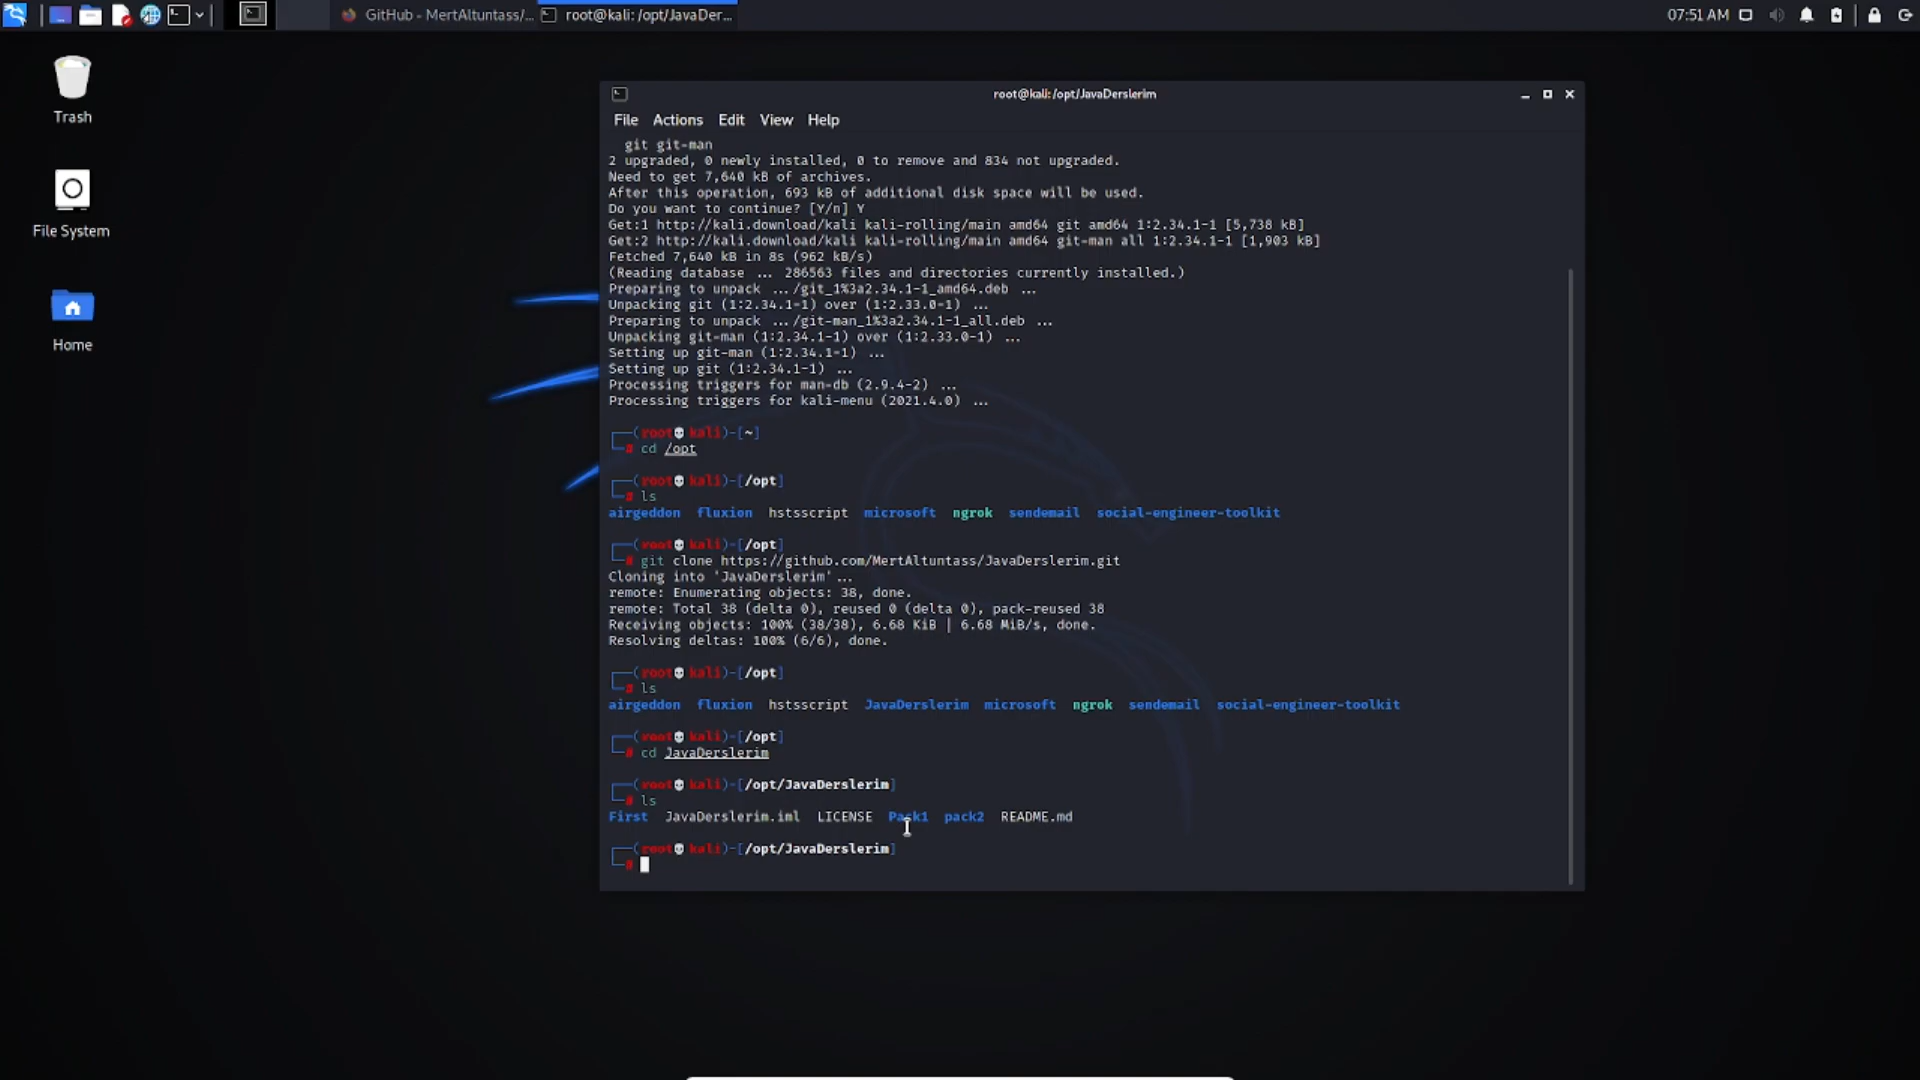 GitHub - MertAltuntass/...
root@kali: /opt/JavaDer...
07:51 AM
Trash
File System
Home
root@kali:/opt/JavaDerslerim
File Actions Edit View Help
git git-man
2 upgraded, 0 newly installed, 0 to remove and 834 not upgraded.
Need to get 7,640 kB of archives.
After this operation, 693 kB of additional disk space will be used.
Do you want to continue? [Y/n] Y
Get:1 http://kali.download/kali kali-rolling/main amd64 git amd64 1:2.34.1-1 [5,738 kB]
Get:2 http://kali.download/kali kali-rolling/main amd64 git-man all 1:2.34.1-1 [1,903 kB]
Fetched 7,640 kB in 8s (962 kB/s)
(Reading database ... 286563 files and directories currently installed.)
Preparing to unpack .../git_1%3a2.34.1-1_amd64.deb ...
Unpacking git (1:2.34.1-1) over (1:2.33.0-1) ...
Preparing to unpack .../git-man_1%3a2.34.1-1_all.deb ...
Unpacking git-man (1:2.34.1-1) over (1:2.33.0-1) ...
Setting up git-man (1:2.34.1-1) ...
Setting up git (1:2.34.1-1) ...
Processing triggers for man-db (2.9.4-2) ...
Processing triggers for kali-menu (2021.4.0) ...
┌──(root💀kali)-[~]
└─# cd /opt
┌──(root💀kali)-[/opt]
└─# ls
airgeddon fluxion hstsscript microsoft ngrok sendemail social-engineer-toolkit
┌──(root💀kali)-[/opt]
└─# git clone https://github.com/MertAltuntass/JavaDerslerim.git
Cloning into 'JavaDerslerim'...
remote: Enumerating objects: 38, done.
remote: Total 38 (delta 0), reused 0 (delta 0), pack-reused 38
Receiving objects: 100% (38/38), 6.68 KiB | 6.68 MiB/s, done.
Resolving deltas: 100% (6/6), done.
┌──(root💀kali)-[/opt]
└─# ls
airgeddon fluxion hstsscript JavaDerslerim microsoft ngrok sendemail social-engineer-toolkit
┌──(root💀kali)-[/opt]
└─# cd JavaDerslerim
┌──(root💀kali)-[/opt/JavaDerslerim]
└─# ls
First JavaDerslerim.iml LICENSE Pack1 pack2 README.md
┌──(root💀kali)-[/opt/JavaDerslerim]
└─#